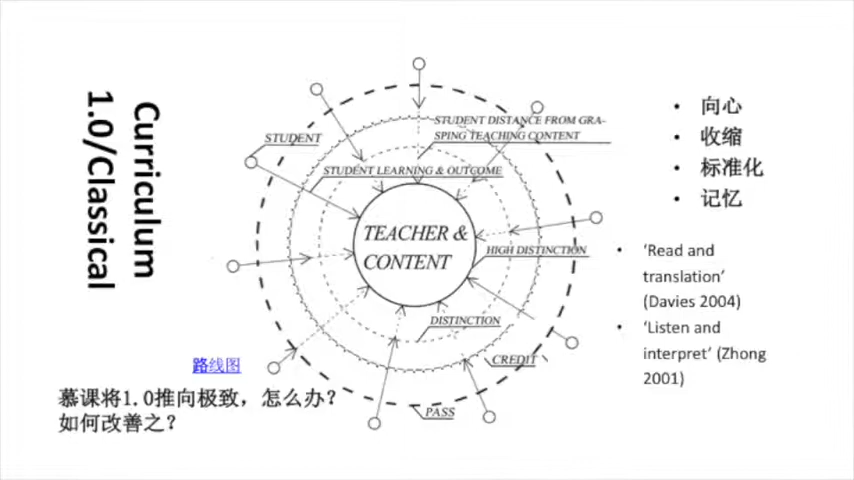 Curriculum
1.0/Classical
STUDENT
STUDENT DISTANCE FROM GRA-
SPING TEACHING CONTENT
STUDENT LEARNING & OUTCOME
TEACHER &
CONTENT
HIGH DISTINCTION
DISTINCTION
CREDIT
PASS
• 向心
• 收缩
• 标准化
• 记忆
• ‘Read and
translation’
(Davies 2004)
• ‘Listen and
interpret’ (Zhong
2001)
路线图
慕课将1.0推向极致，怎么办？
如何改善之？